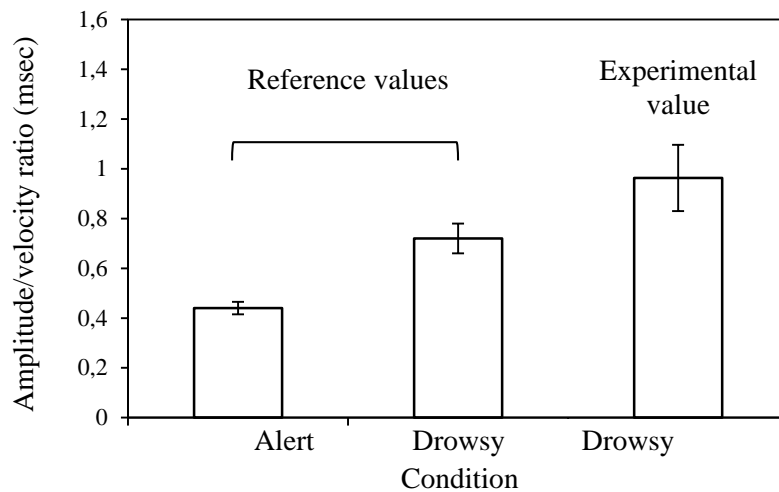 Amplitude/velocity ratio (msec)
1,6
1,4
1,2
1
0,8
0,6
0,4
0,2
0
Reference values
Experimental
value
Alert Drowsy Drowsy
Condition